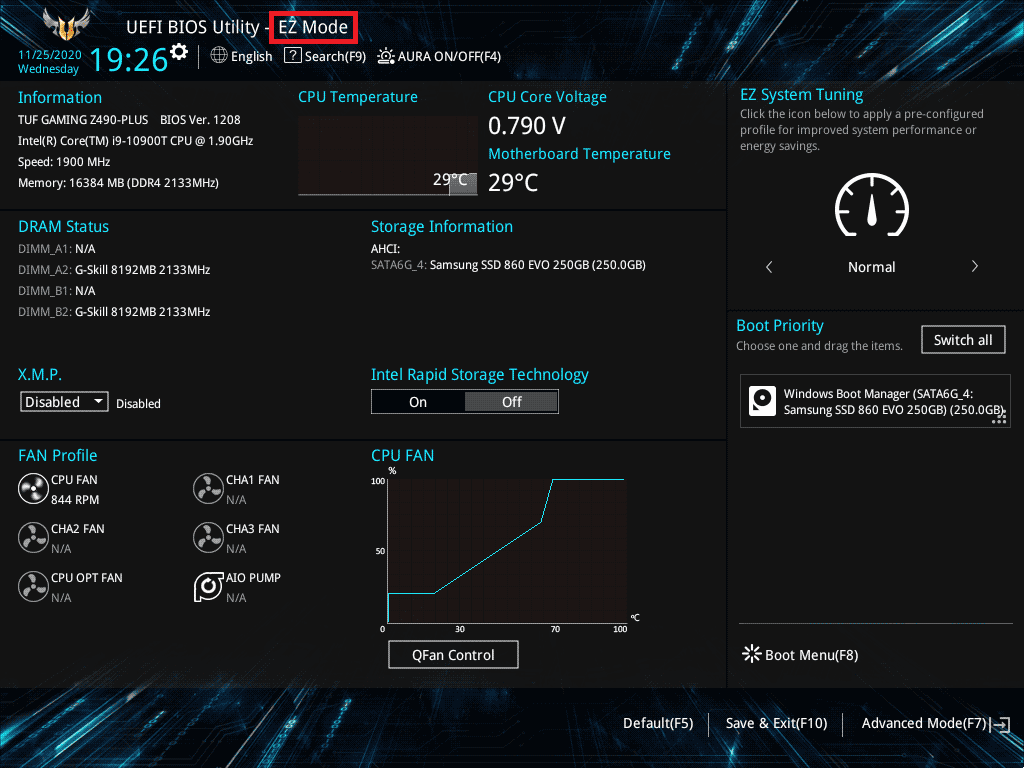 UEFI BIOS Utility - EZ Mode
11/25/2020
Wednesday
19:26
English
? Search(F9)
AURA ON/OFF(F4)
Information
TUF GAMING Z490-PLUS BIOS Ver. 1208
Intel(R) Core(TM) i9-10900T CPU @ 1.90GHz
Speed: 1900 MHz
Memory: 16384 MB (DDR4 2133MHz)
CPU Temperature
29°C
CPU Core Voltage
0.790 V
Motherboard Temperature
29°C
EZ System Tuning
Click the icon below to apply a pre-configured
profile for improved system performance or
energy savings.
Normal
DRAM Status
DIMM_A1: N/A
DIMM_A2: G-Skill 8192MB 2133MHz
DIMM_B1: N/A
DIMM_B2: G-Skill 8192MB 2133MHz
Storage Information
AHCI:
SATA6G_4: Samsung SSD 860 EVO 250GB (250.0GB)
X.M.P.
Disabled
Disabled
Intel Rapid Storage Technology
On
Off
Boot Priority
Choose one and drag the items.
Switch all
Windows Boot Manager (SATA6G_4:
Samsung SSD 860 EVO 250GB) (250.0GB)
FAN Profile
CPU FAN
844 RPM
CHA1 FAN
N/A
CHA2 FAN
N/A
CHA3 FAN
N/A
CPU OPT FAN
N/A
AIO PUMP
N/A
CPU FAN
%
100
50
0
30
70
100
°C
QFan Control
Boot Menu(F8)
Default(F5)
Save & Exit(F10)
Advanced Mode(F7)